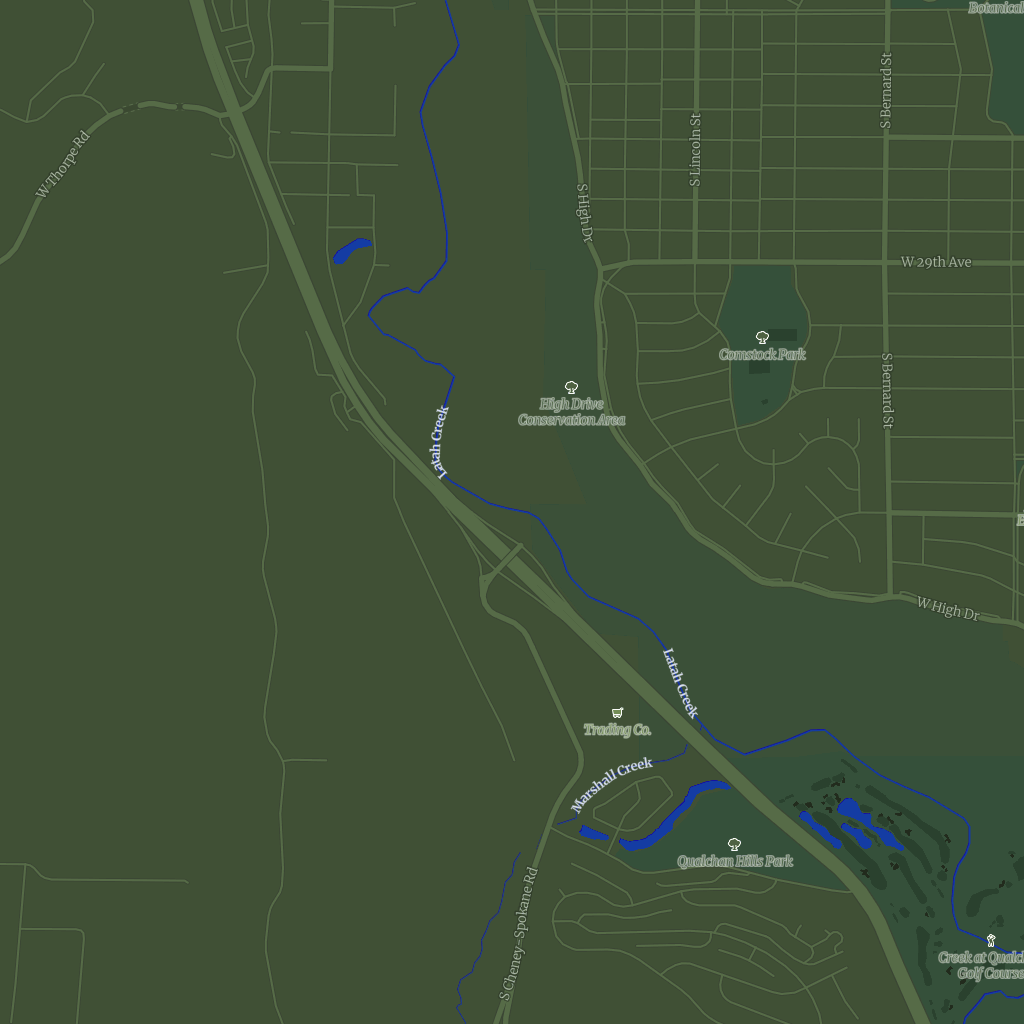 Botanical
S Bernard St
S Lincoln St
W Thorpe Rd
S High Dr
W 29th Ave
Comstock Park
S Bernard St
High Drive
Conservation Area
Latah Creek
W High Dr
Latah Creek
Trading Co.
Marshall Creek
Qualchan Hills Park
S Cheney-Spokane Rd
Creek at Qualch
Golf Course